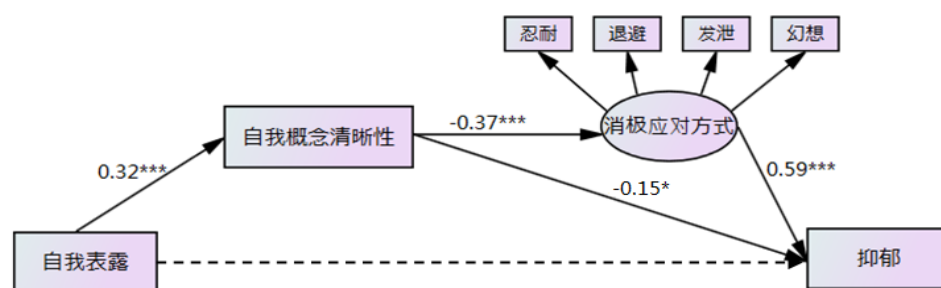 忍耐
退避
发泄
幻想
自我概念清晰性
-0.37***
消极应对方式
0.32***
-0.15*
0.59***
自我表露
抑郁